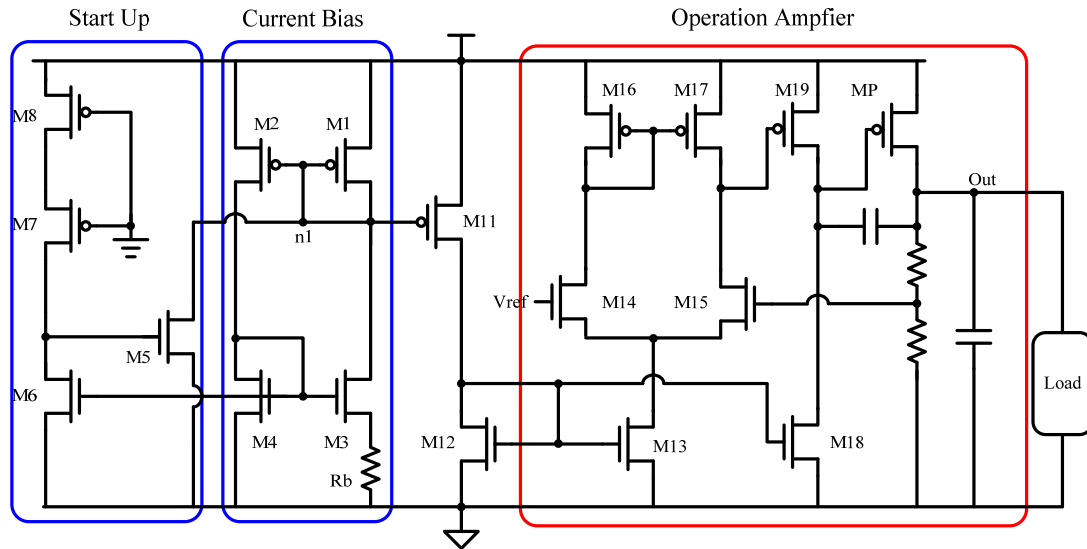 Start Up
Current Bias
Operation Ampfier
M8
M2
M1
M16
M17
M19
MP
M7
n1
M11
Out
Vref
M14
M15
M5
M6
M4
M3
Rb
M12
M13
M18
Load